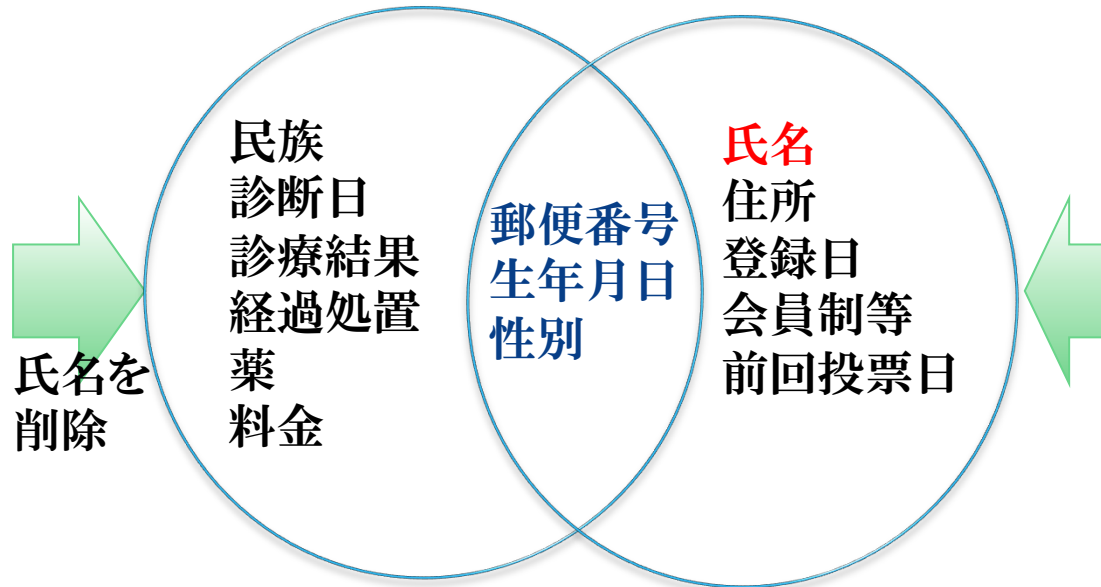 民族
診断日
診療結果
経過処置
薬
料金
氏名を
削除
郵便番号
生年月日
性別
氏名
住所
登録日
会員制等
前回投票日